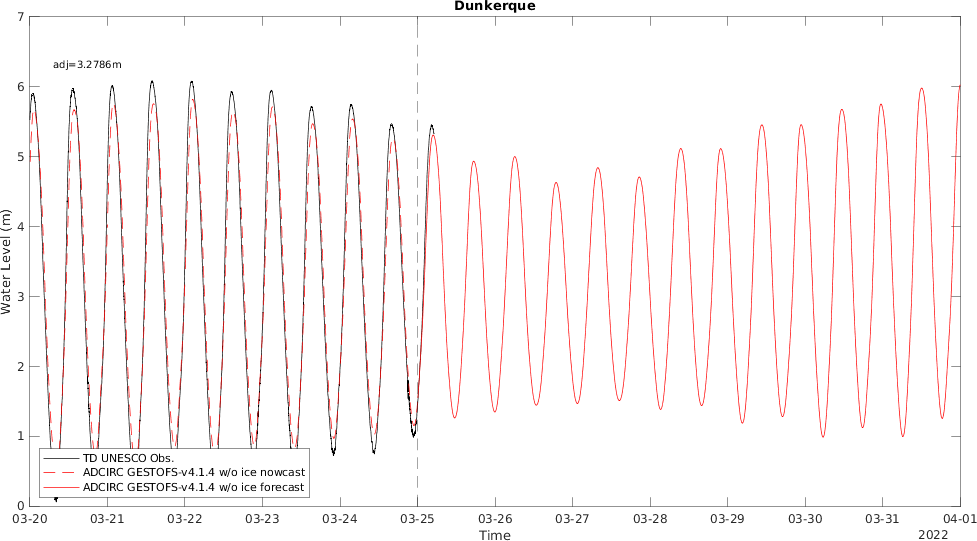 Dunkerque
adj=3.2786m
Water Level (m)
7
6
5
4
3
2
1
0
TD UNESCO Obs.
ADCIRC GESTOFS-v4.1.4 w/o ice nowcast
ADCIRC GESTOFS-v4.1.4 w/o ice forecast
03-20 03-21 03-22 03-23 03-24 03-25 03-26 03-27 03-28 03-29 03-30 03-31 04-01
Time
2022